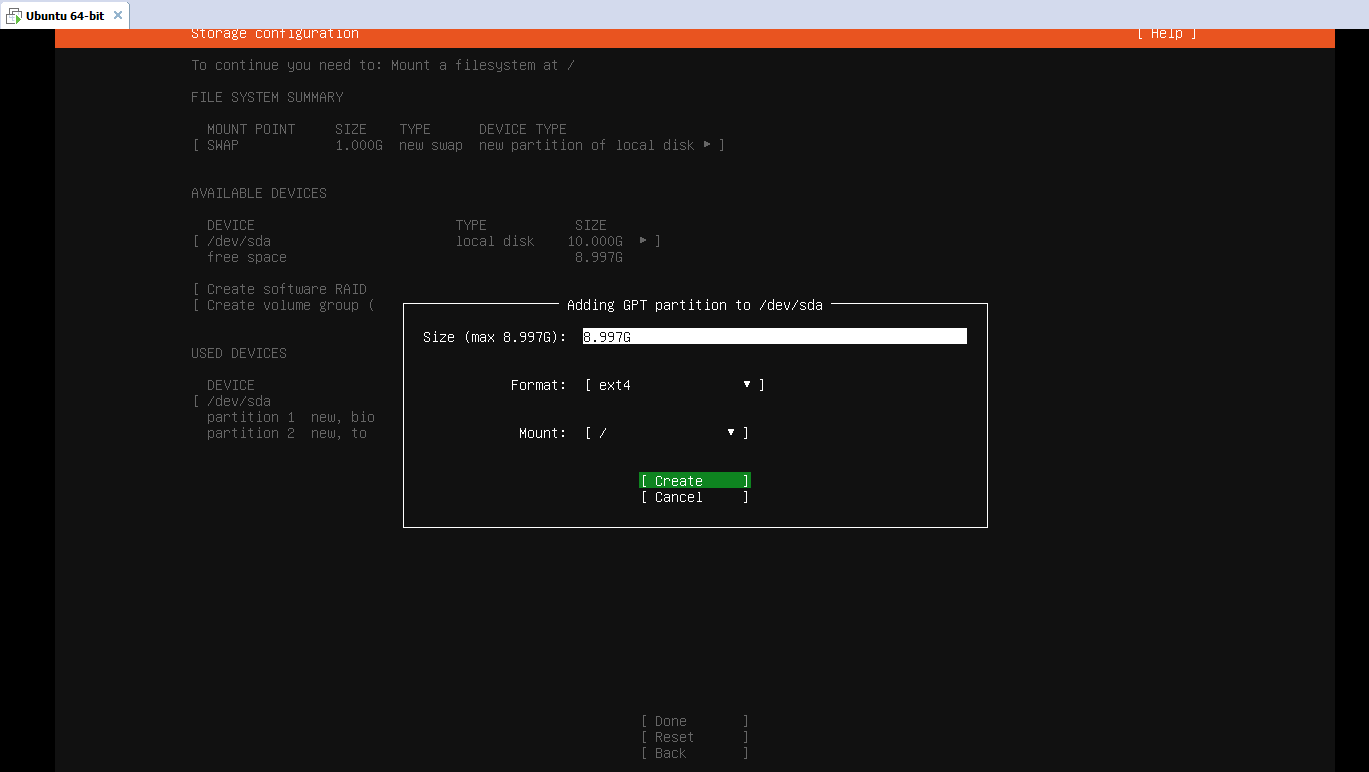 Ubuntu 64-bit
Storage configuration [ Help ]
To continue you need to: Mount a filesystem at /
FILE SYSTEM SUMMARY
MOUNT POINT SIZE TYPE DEVICE TYPE
[ SWAP 1.000G new swap new partition of local disk ▸ ]
AVAILABLE DEVICES
DEVICE TYPE SIZE
[ /dev/sda local disk 10.000G ▸ ]
free space 8.997G
[ Create software RAID
[ Create volume group (
USED DEVICES
DEVICE
[ /dev/sda
partition 1 new, bio
partition 2 new, to
Adding GPT partition to /dev/sda
Size (max 8.997G): 8.997G
Format: [ ext4 ▾ ]
Mount: [ / ▾ ]
[ Create ]
[ Cancel ]
[ Done ]
[ Reset ]
[ Back ]